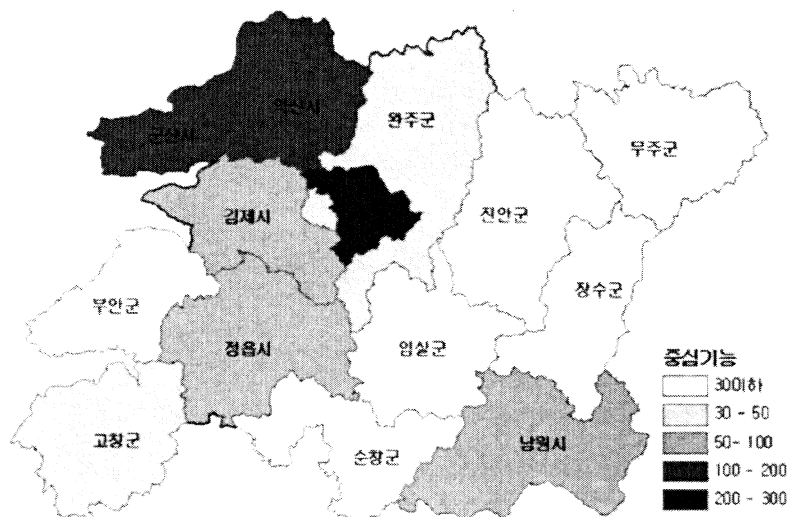 익산시
군산시
완주군
무주군
김제시
진안군
부안군
장수군
정읍시
임실군
고창군
순창군
남원시
중심기능
30이하
30 - 50
50 - 100
100 - 200
200 - 300